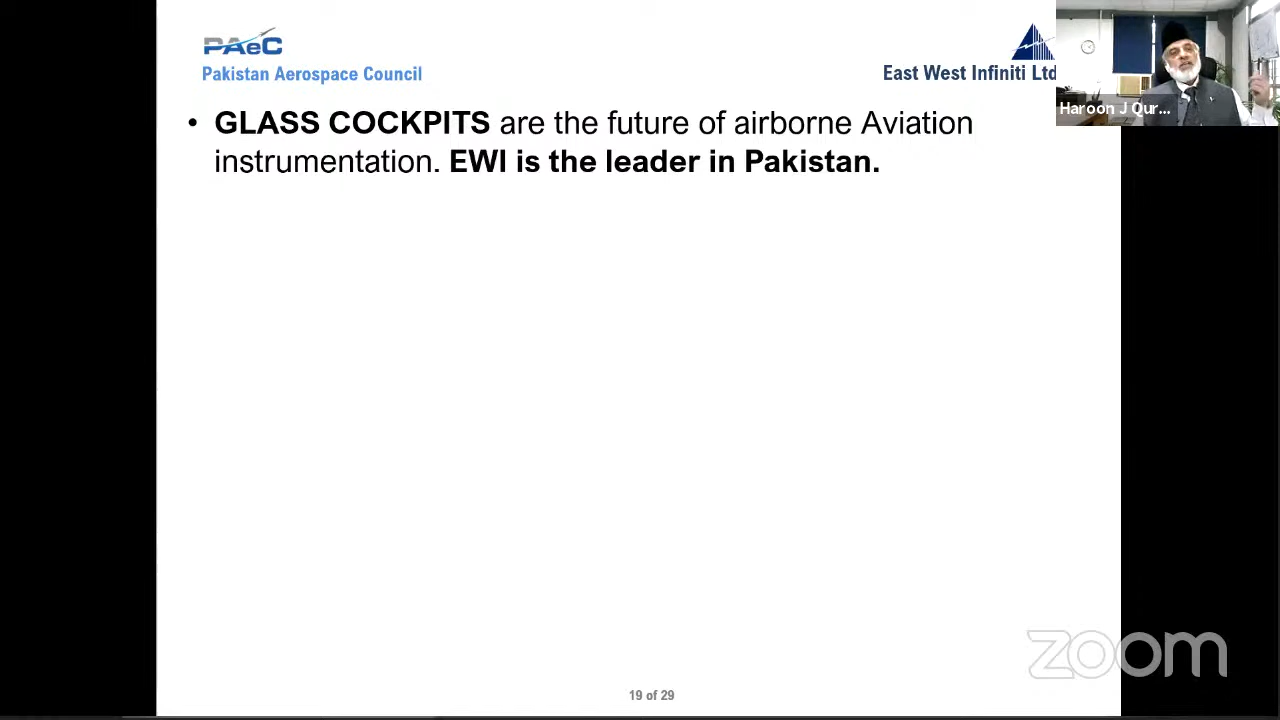 PAeC
Pakistan Aerospace Council
East West Infiniti Ltd
Haroon J Qur...
• GLASS COCKPITS are the future of airborne Aviation
instrumentation. EWI is the leader in Pakistan.
zoom
19 of 29